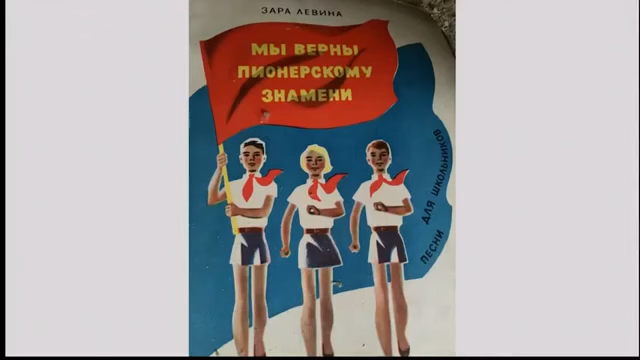 ЗАРА ЛЕВИНА
МЫ ВЕРНЫ
ПИОНЕРСКОМУ
ЗНАМЕНИ
ПЕСНИ ДЛЯ ШКОЛЬНИКОВ